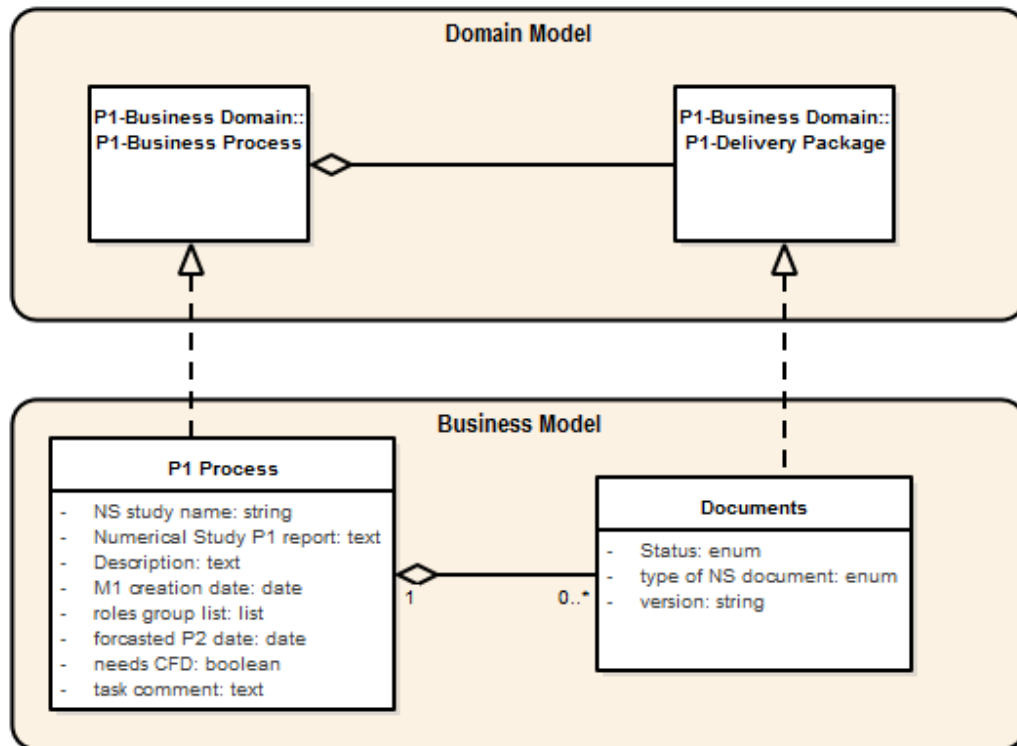 Domain Model
P1-Business Domain::
P1-Business Process
P1-Business Domain::
P1-Delivery Package
Business Model
P1 Process
- NS study name: string
- Numerical Study P1 report: text
- Description: text
- M1 creation date: date
- roles group list: list
- forcasted P2 date: date
- needs CFD: boolean
- task comment: text
1
0..*
Documents
- Status: enum
- type of NS document: enum
- version: string